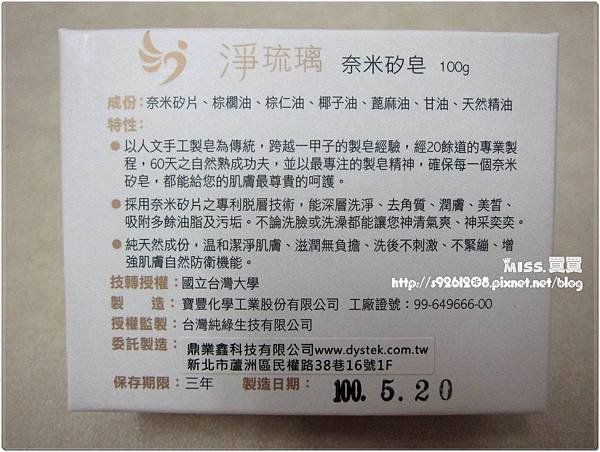 淨琉璃 奈米矽皂 100g
成份：奈米矽片、棕櫚油、棕仁油、椰子油、蓖麻油、甘油、天然精油
特性：
●以人文手工製皂為傳統，跨越一甲子的製皂經驗，經20餘道的專業製
程，60天之自然熟成功夫，並以最專注的製皂精神，確保每一個奈米
矽皂，都能給您的肌膚最尊貴的呵護。
●採用奈米矽片之專利脫層技術，能深層洗淨、去角質、潤膚、美皙、
吸附多餘油脂及污垢。不論洗臉或洗澡都能讓您神清氣爽、神采奕奕。
●純天然成份，温和潔淨肌膚、滋潤無負擔、洗後不刺激、不緊繃、增
強肌膚自然防衛機能。
MISS.買買
http://s9261208.pixnet.net/blog
技轉授權：國立台灣大學
製 造：寶豐化學工業股份有限公司 工廠證號：99-649666-00
授權監製：台灣純綠生技有限公司
委託製造：鼎業鑫科技有限公司www.dystek.com.tw
新北市蘆洲區民權路38巷16號1F
保存期限：三年 製造日期：100. 5. 20